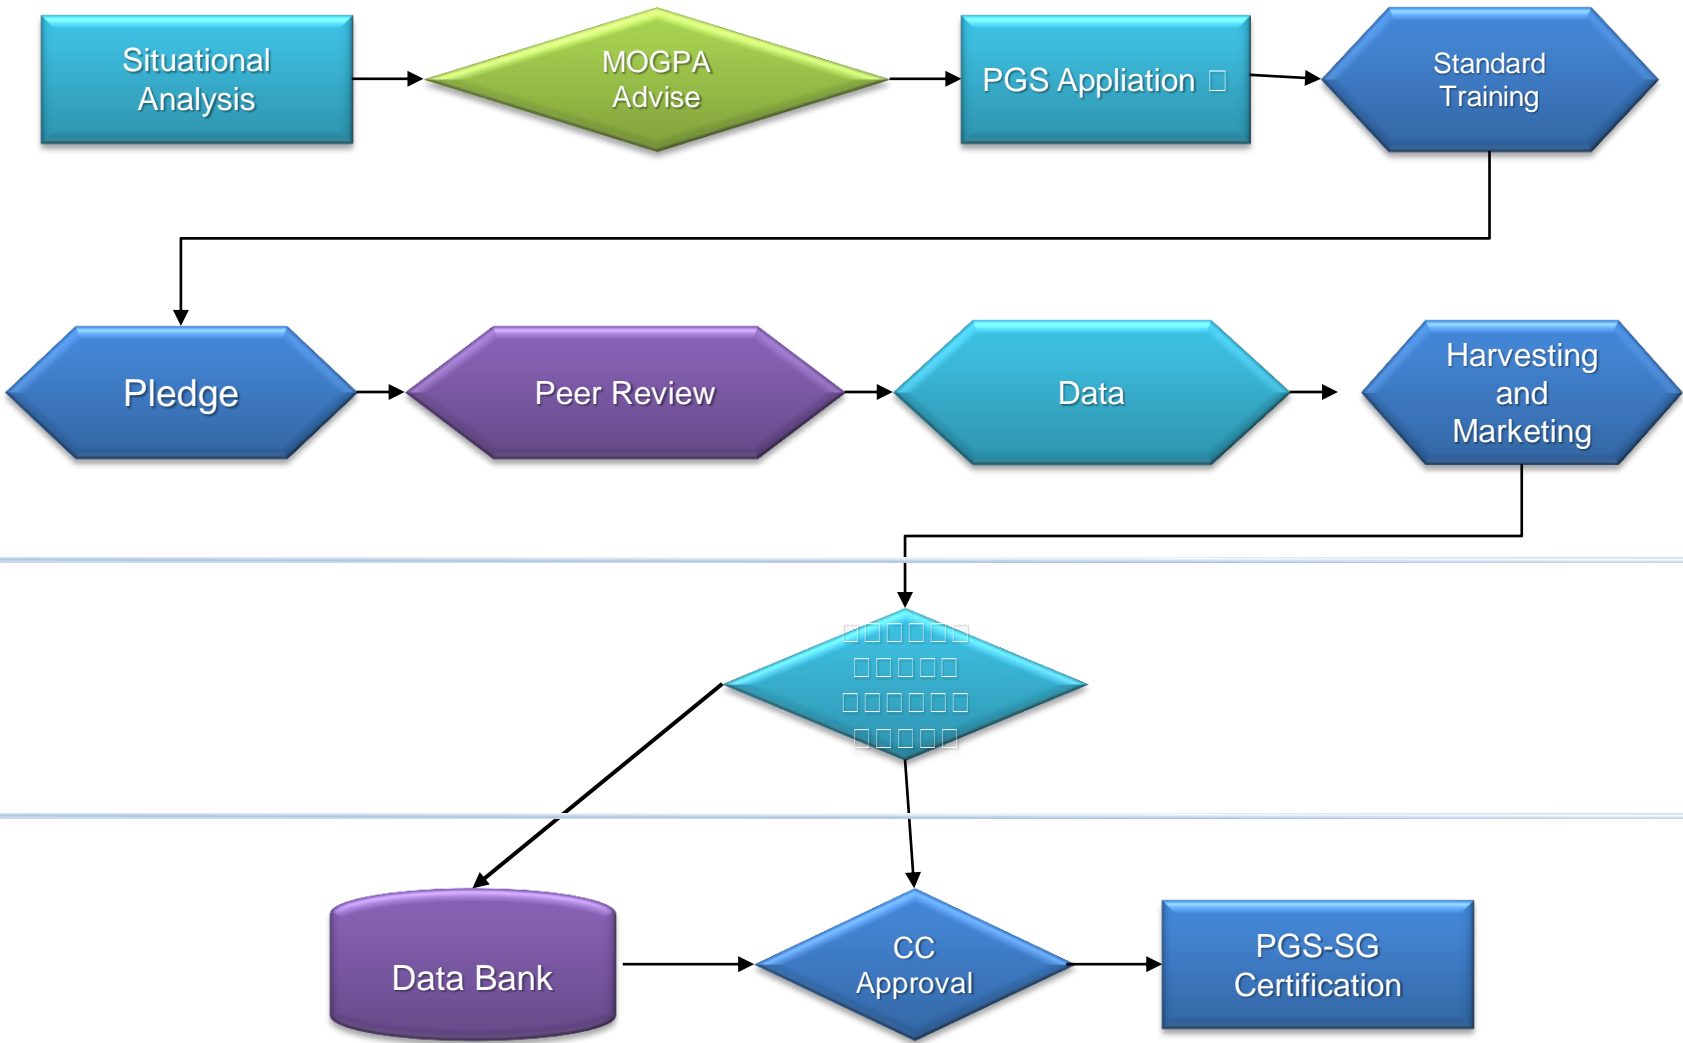 Situational
Analysis
MOGPA
Advise
PGS Appliation
Standard
Training
Pledge
Peer Review
Data
Harvesting
and
Marketing
Data Bank
CC
Approval
PGS-SG
Certification